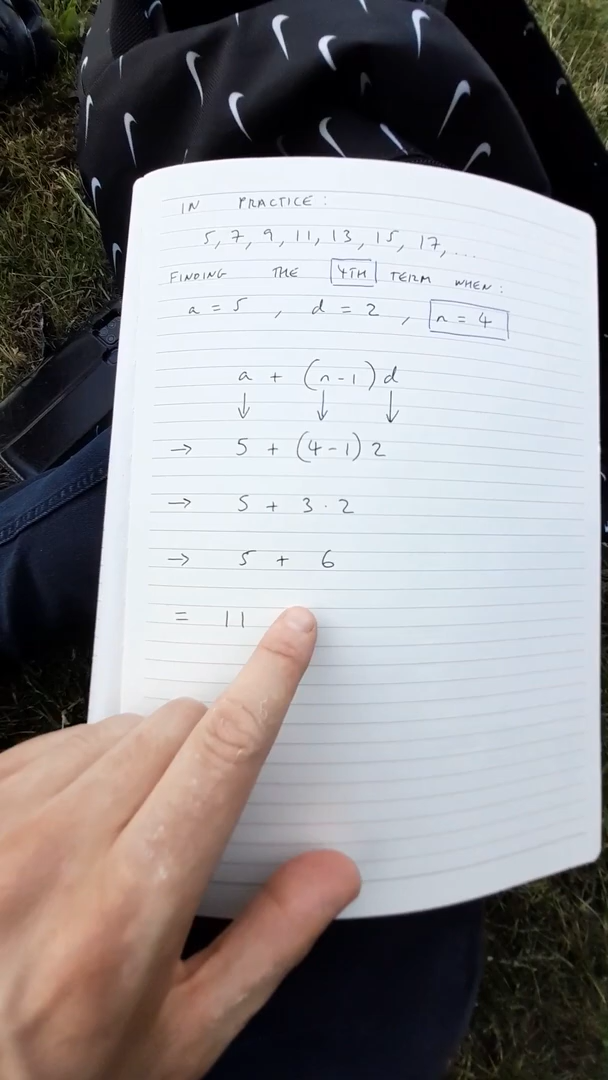 IN PRACTICE:
5, 7, 9, 11, 13, 15, 17, ...
FINDING THE 4TH TERM WHEN:
a = 5 , d = 2 , n = 4
a + (n - 1) d
↓ ↓ ↓
→ 5 + (4 - 1) 2
→ 5 + 3 · 2
→ 5 + 6
= 11